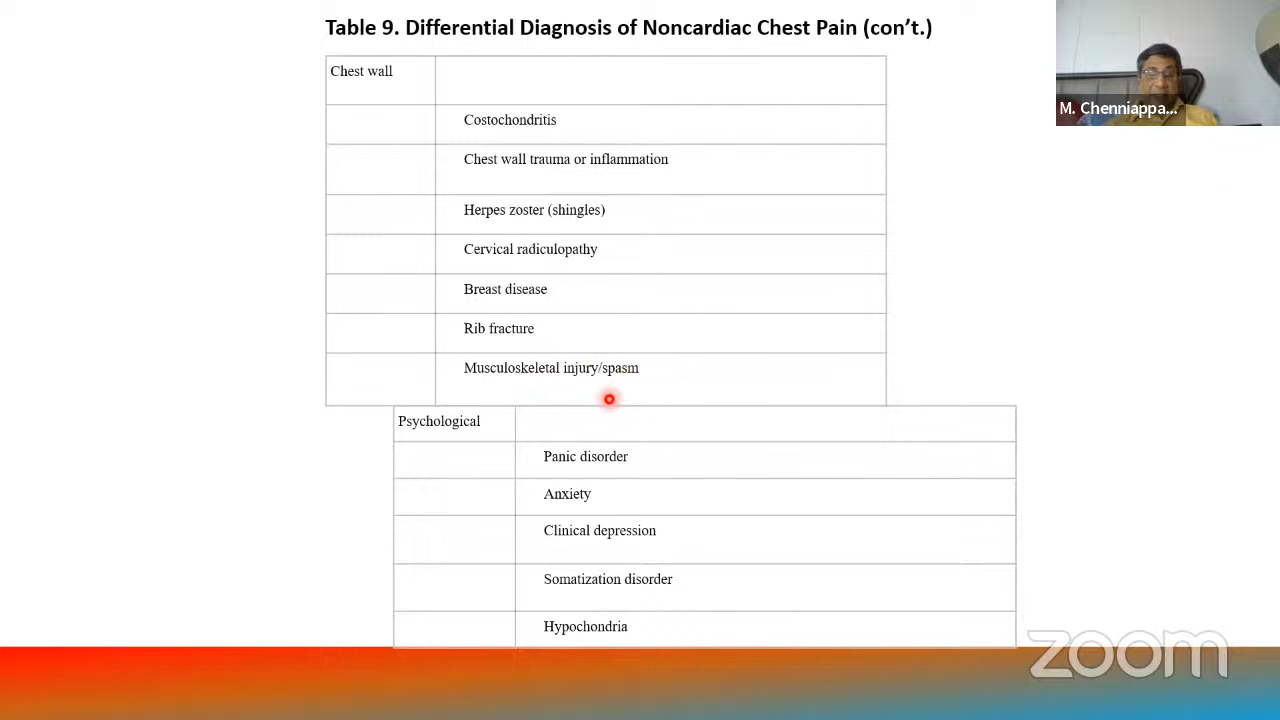 Table 9. Differential Diagnosis of Noncardiac Chest Pain (con’t.)
M. Chenniappa...
Chest wall
Costochondritis
Chest wall trauma or inflammation
Herpes zoster (shingles)
Cervical radiculopathy
Breast disease
Rib fracture
Musculoskeletal injury/spasm
Psychological
Panic disorder
Anxiety
Clinical depression
Somatization disorder
Hypochondria
zoom